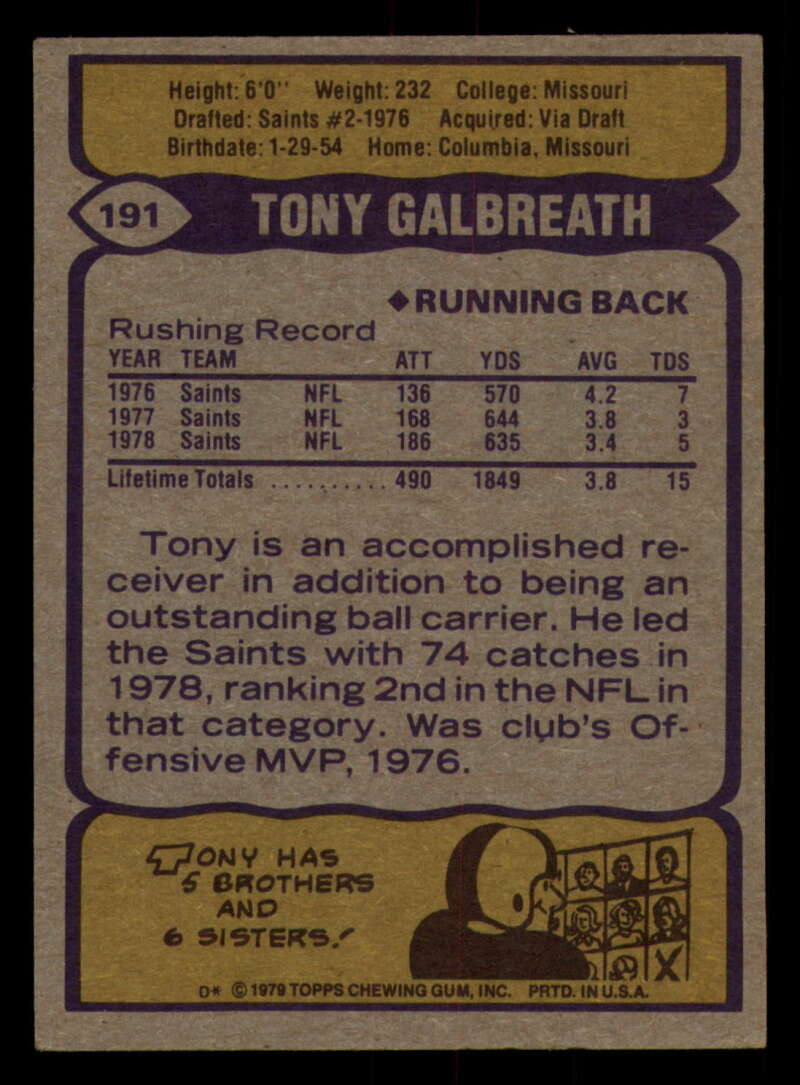 Height: 6'0" Weight: 232 College: Missouri
Drafted: Saints #2-1976 Acquired: Via Draft
Birthdate: 1-29-54 Home: Columbia, Missouri
191 TONY GALBREATH
◆RUNNING BACK
Rushing Record
YEAR TEAM ATT YDS AVG TDS
1976 Saints NFL 136 570 4.2 7
1977 Saints NFL 168 644 3.8 3
1978 Saints NFL 186 635 3.4 5
Lifetime Totals .......... 490 1849 3.8 15
Tony is an accomplished re-
ceiver in addition to being an
outstanding ball carrier. He led
the Saints with 74 catches in
1978, ranking 2nd in the NFL in
that category. Was club's Of-
fensive MVP, 1976.
TONY HAS
5 BROTHERS
AND
6 SISTERS!
X
D* © 1979 TOPPS CHEWING GUM, INC. PRTD. IN U.S.A.